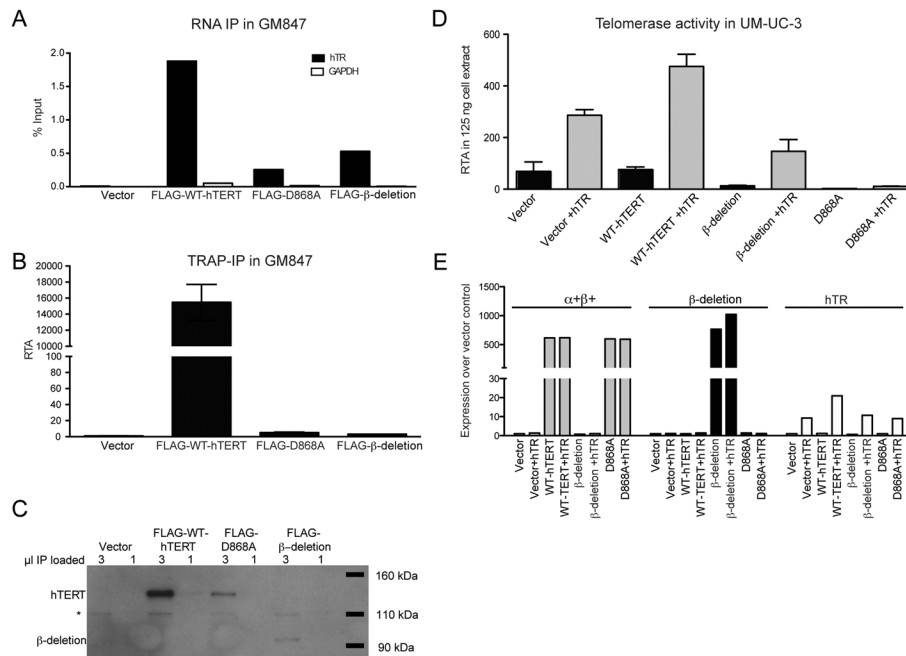 A
RNA IP in GM847
% Input
2.0
1.5
1.0
0.5
0.0
hTR
GAPDH
Vector
FLAG-WT-hTERT
FLAG-D868A
FLAG-β-deletion
B
TRAP-IP in GM847
RTA
20000
18000
16000
14000
12000
10000
100
80
60
40
20
0
Vector
FLAG-WT-hTERT
FLAG-D868A
FLAG-β-deletion
C
Vector
FLAG-WT-
hTERT
FLAG-
D868A
FLAG-
β-deletion
µl IP loaded
3 1 3 1 3 1 3 1
hTERT
*
β-deletion
160 kDa
110 kDa
90 kDa
D
Telomerase activity in UM-UC-3
RTA in 125 ng cell extract
600
400
200
0
Vector
Vector +hTR
WT-hTERT
WT-hTERT +hTR
β-deletion
β-deletion +hTR
D868A
D868A +hTR
E
Expression over vector control
1500
1000
500
30
20
10
0
α+β+
β-deletion
hTR
Vector
Vector+hTR
WT-hTERT
WT-TERT+hTR
β-deletion
β-deletion +hTR
D868A
D868A+hTR
Vector
Vector+hTR
WT-hTERT
WT-TERT+hTR
β-deletion
β-deletion +hTR
D868A
D868A+hTR
Vector
Vector+hTR
WT-hTERT
WT-TERT+hTR
β-deletion
β-deletion +hTR
D868A
D868A+hTR